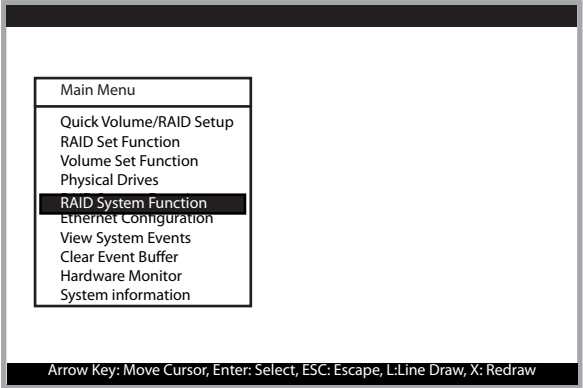 Main Menu
Quick Volume/RAID Setup
RAID Set Function
Volume Set Function
Physical Drives
RAID System Function
Ethernet Configuration
View System Events
Clear Event Buffer
Hardware Monitor
System information
Arrow Key: Move Cursor, Enter: Select, ESC: Escape, L:Line Draw, X: Redraw